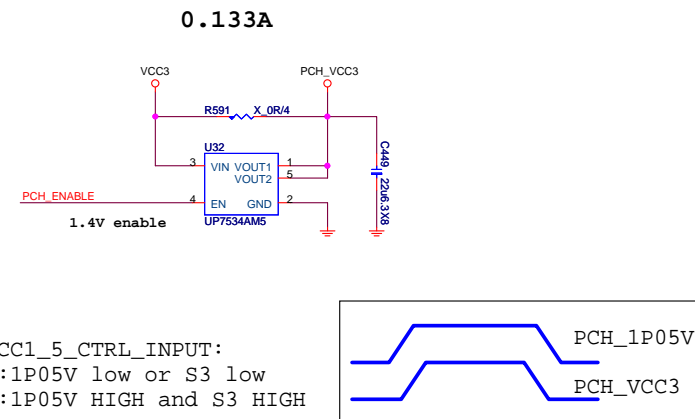 0.133A
VCC3
PCH_VCC3
R591 X_0R/4
U32
3 VIN VOUT1 1
VOUT2 5
PCH_ENABLE
4 EN GND 2
1.4V enable
UP7534AM5
C449
22u6.3X8
CC1_5_CTRL_INPUT:
:1P05V low or S3 low
:1P05V HIGH and S3 HIGH
PCH_1P05V
PCH_VCC3